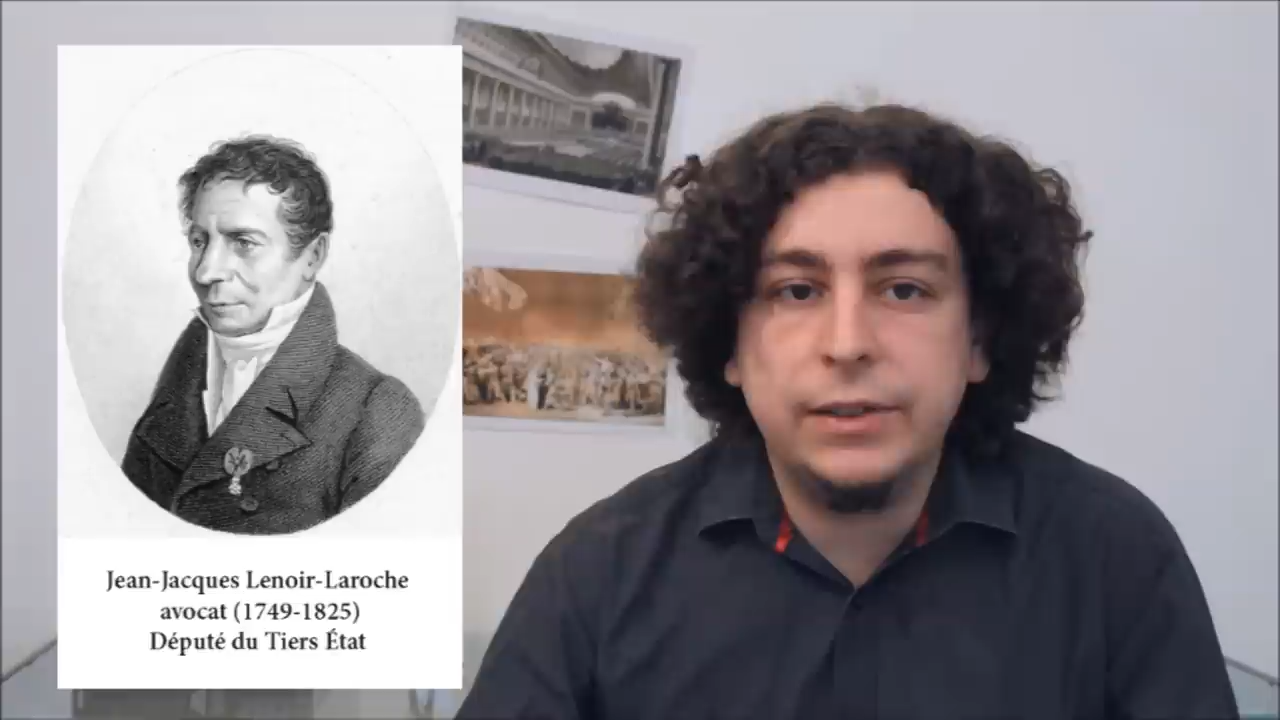 Jean-Jacques Lenoir-Laroche
avocat (1749-1825)
Député du Tiers État